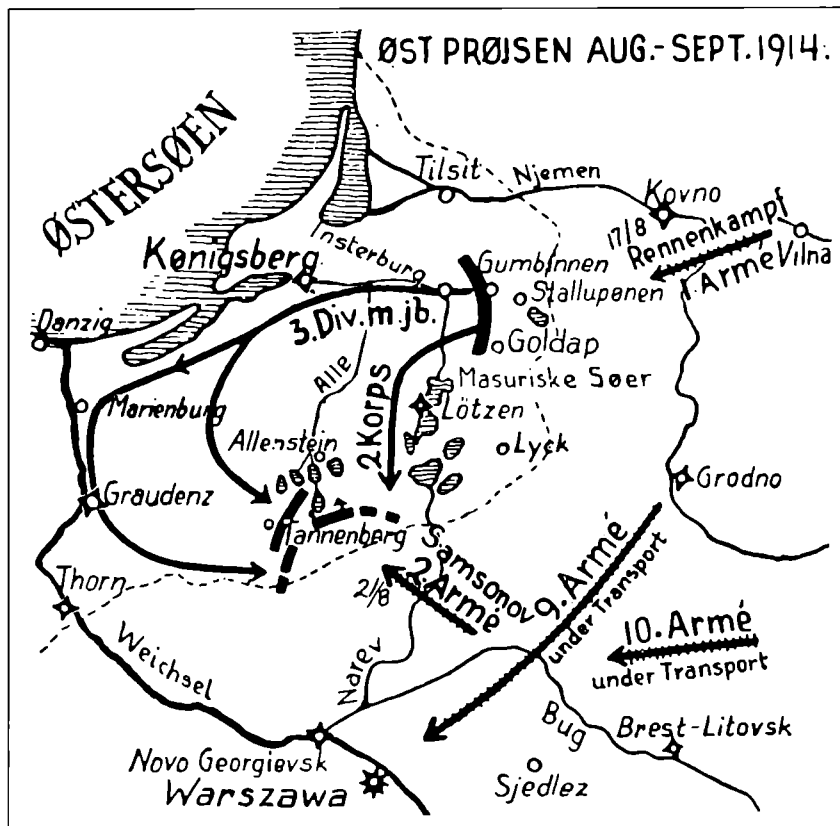 ØST PRØJSEN AUG.-SEPT. 1914.
ØSTERSØEN
Tilsit
Njemen
Kovno
17/8
Rennenkampf
1. Armé
Vilna
Kønigsberg
Insterburg
Gumbinnen
Stallupønen
3. Div. m. jb.
Goldap
Danzig
Alle
Masuriske Søer
Marienburg
2 Korps
Lötzen
Allenstein
Lyck
Graudenz
Grodno
Tannenberg
Samsonov
2. Armé
21/8
9. Armé
under Transport
Thorn
10. Armé
under Transport
Weichsel
Narev
Bug
Brest-Litovsk
Novo Georgievsk
Warszawa
Sjedlez